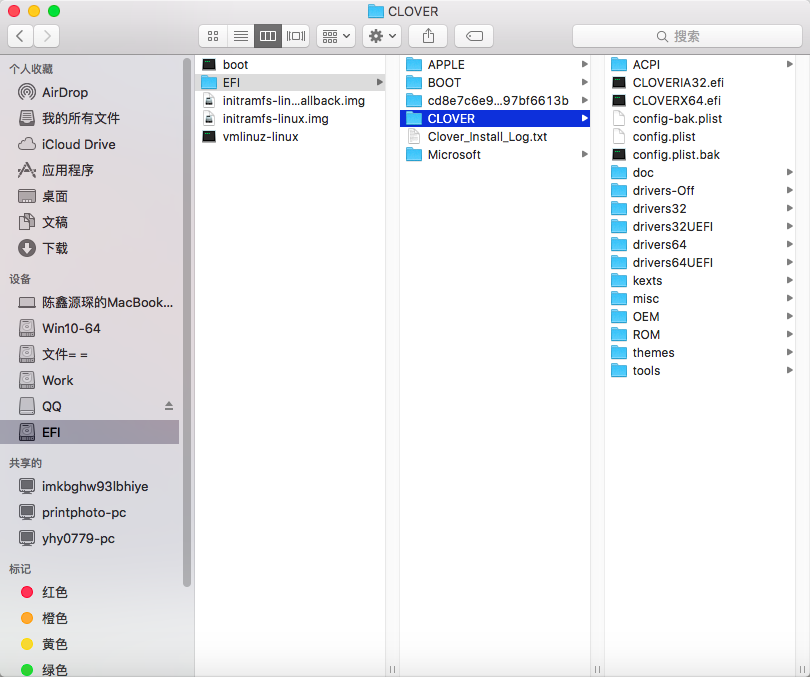 CLOVER
搜索
个人收藏
AirDrop
我的所有文件
iCloud Drive
应用程序
桌面
文稿
下载
设备
陈鑫源琛的MacBook...
Win10-64
文件= =
Work
QQ
EFI
共享的
imkbghw93lbhiye
printphoto-pc
yhy0779-pc
标记
红色
橙色
黄色
绿色
boot
EFI
initramfs-lin...allback.img
initramfs-linux.img
vmlinuz-linux
APPLE
BOOT
cd8e7c6e9...97bf6613b
CLOVER
Clover_Install_Log.txt
Microsoft
ACPI
CLOVERIA32.efi
CLOVERX64.efi
config-bak.plist
config.plist
config.plist.bak
doc
drivers-Off
drivers32
drivers32UEFI
drivers64
drivers64UEFI
kexts
misc
OEM
ROM
themes
tools